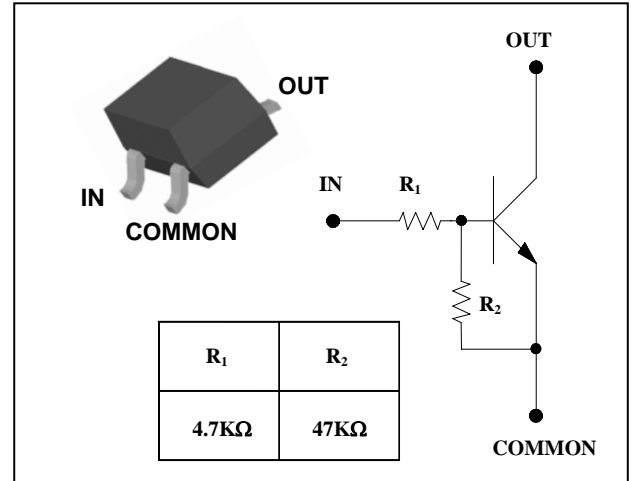 OUT
IN
COMMON
OUT
IN
R₁
R₂
COMMON
R₁ R₂
4.7KΩ 47KΩ